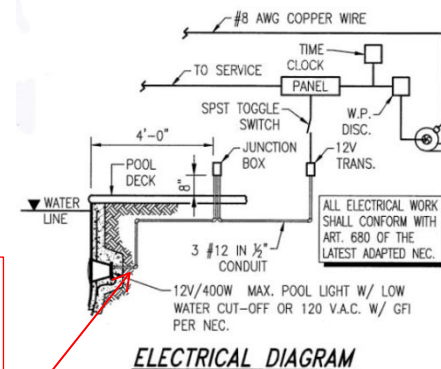 #8 AWG COPPER WIRE
TIME
CLOCK
TO SERVICE
PANEL
SPST TOGGLE
SWITCH
W.P.
DISC.
4'-0"
JUNCTION
BOX
12V
TRANS.
POOL
DECK
8"
WATER
LINE
ALL ELECTRICAL WORK
SHALL CONFORM WITH
ART. 680 OF THE
LATEST ADAPTED NEC.
3 #12 IN ½"
CONDUIT
12V/400W MAX. POOL LIGHT W/ LOW
WATER CUT-OFF OR 120 V.A.C. W/ GFI
PER NEC.
ELECTRICAL DIAGRAM